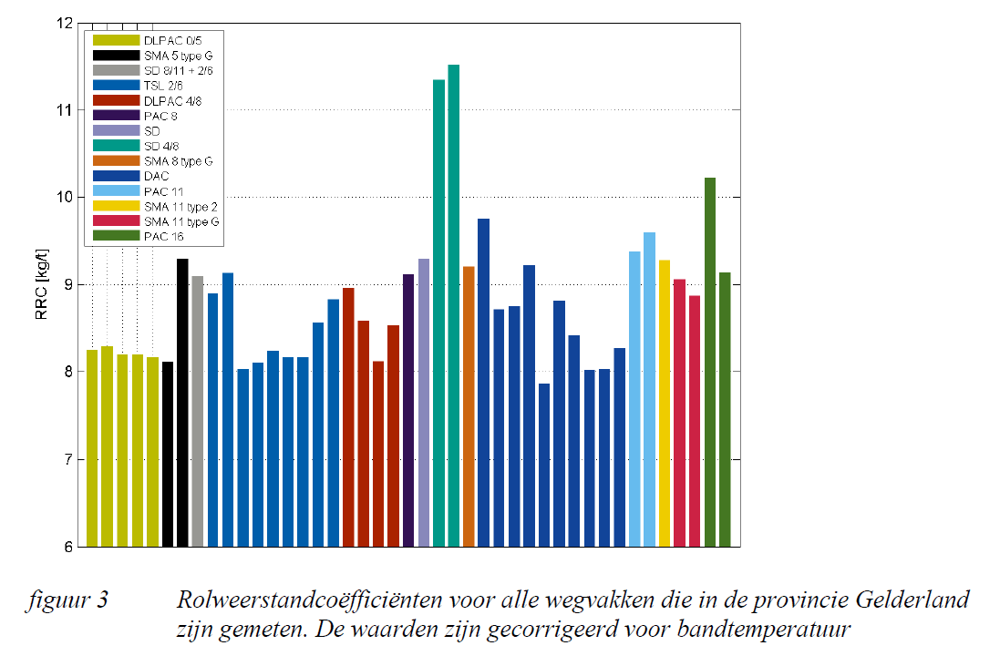 12
11
10
9
8
7
6
RRC [kg/t]
DLPAC 0/5
SMA 5 type G
SD 8/11 + 2/6
TSL 2/6
DLPAC 4/8
PAC 8
SD
SD 4/8
SMA 8 type G
DAC
PAC 11
SMA 11 type 2
SMA 11 type G
PAC 16
figuur 3 Rolweerstandcoëfficiënten voor alle wegvakken die in de provincie Gelderland
zijn gemeten. De waarden zijn gecorrigeerd voor bandtemperatuur